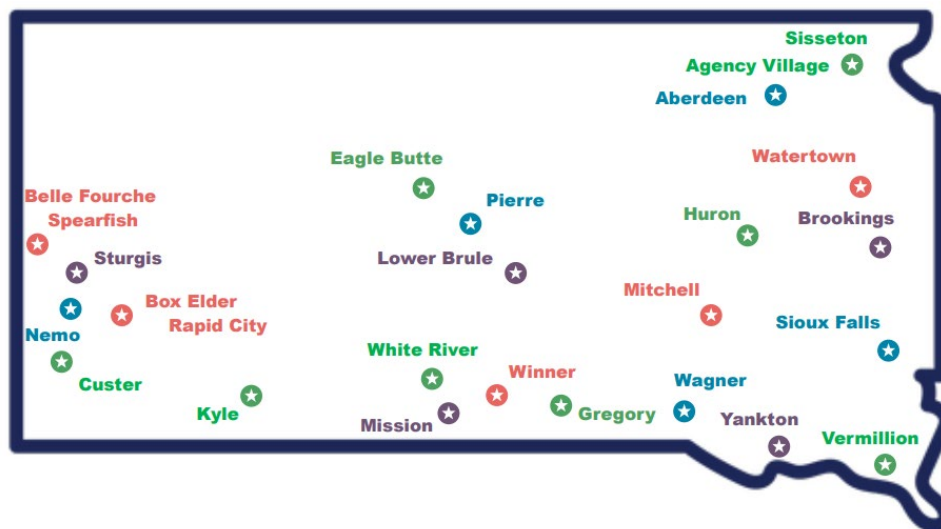 Sisseton
Agency Village
Aberdeen
Eagle Butte
Watertown
Belle Fourche
Spearfish
Pierre
Huron
Brookings
Sturgis
Lower Brule
Box Elder
Rapid City
Mitchell
Nemo
Sioux Falls
White River
Custer
Winner
Wagner
Kyle
Mission
Gregory
Yankton
Vermillion